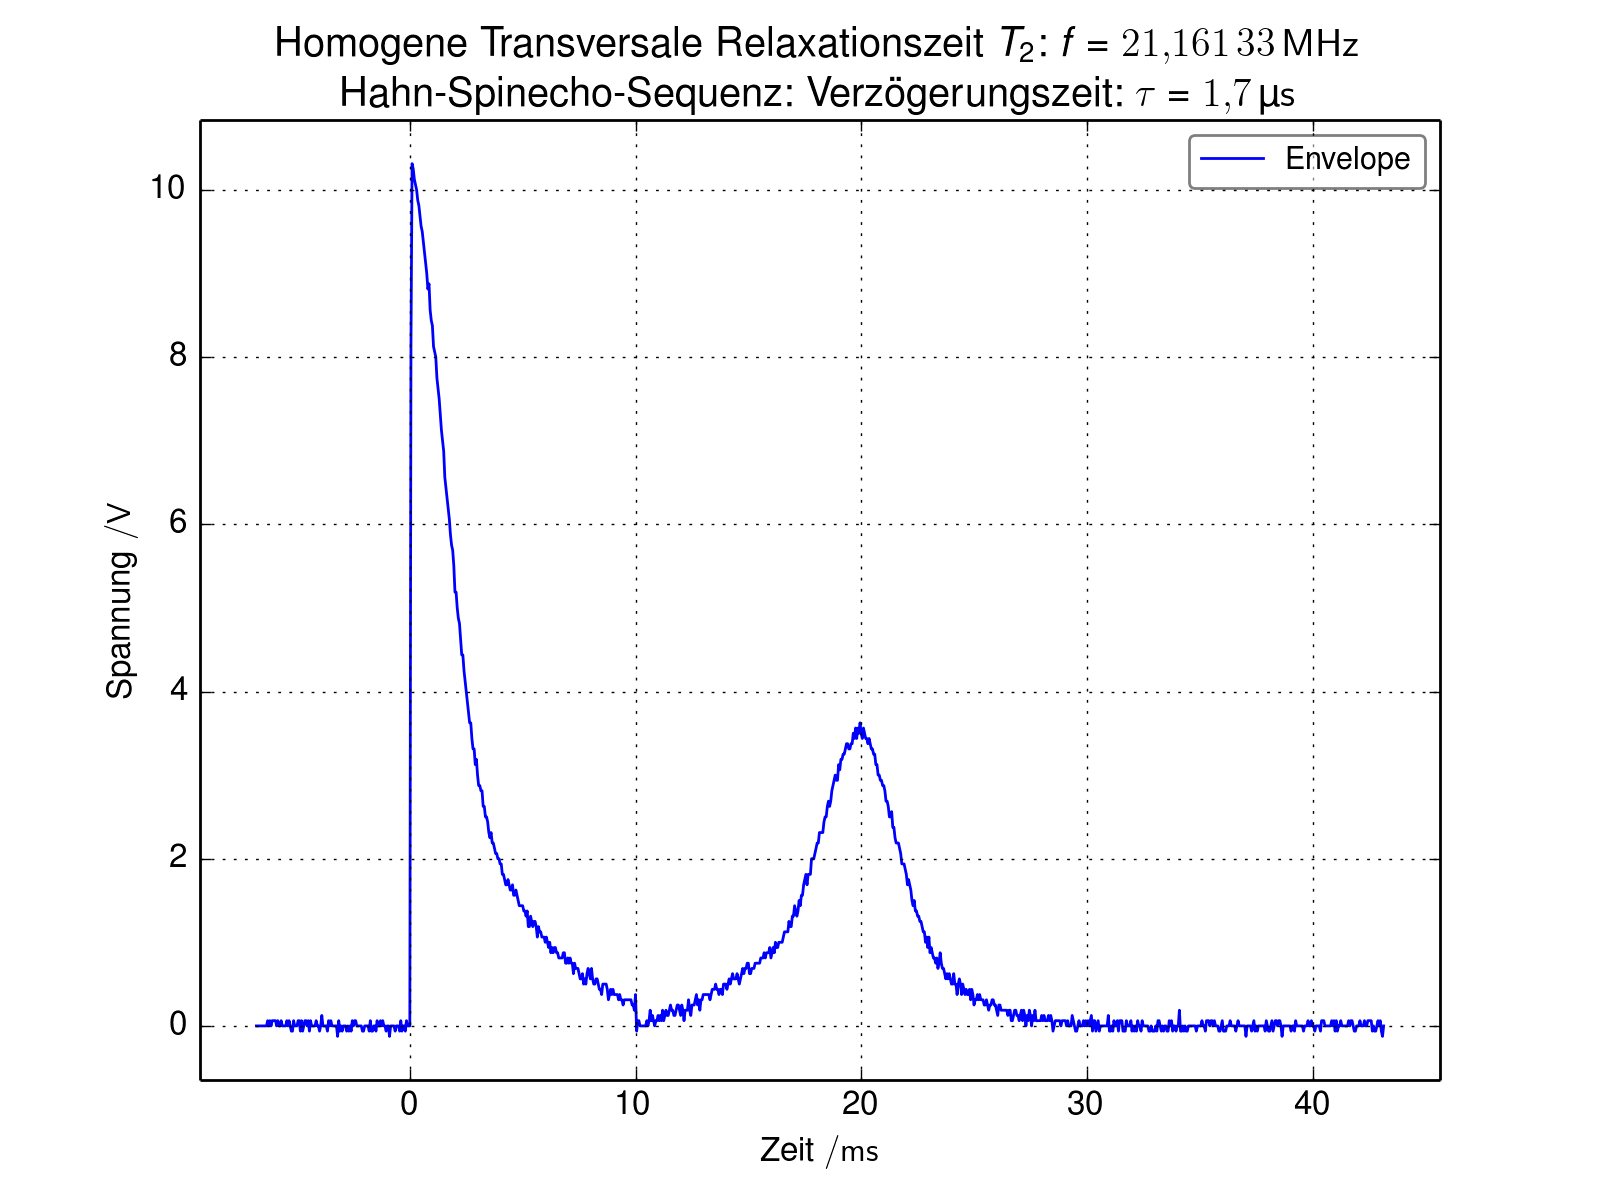 Homogene Transversale Relaxationszeit T₂: f = 21,161 33 MHz
Hahn-Spinecho-Sequenz: Verzögerungszeit: τ = 1,7 µs
Envelope
10
8
6
4
2
0
Spannung /V
0 10 20 30 40
Zeit /ms